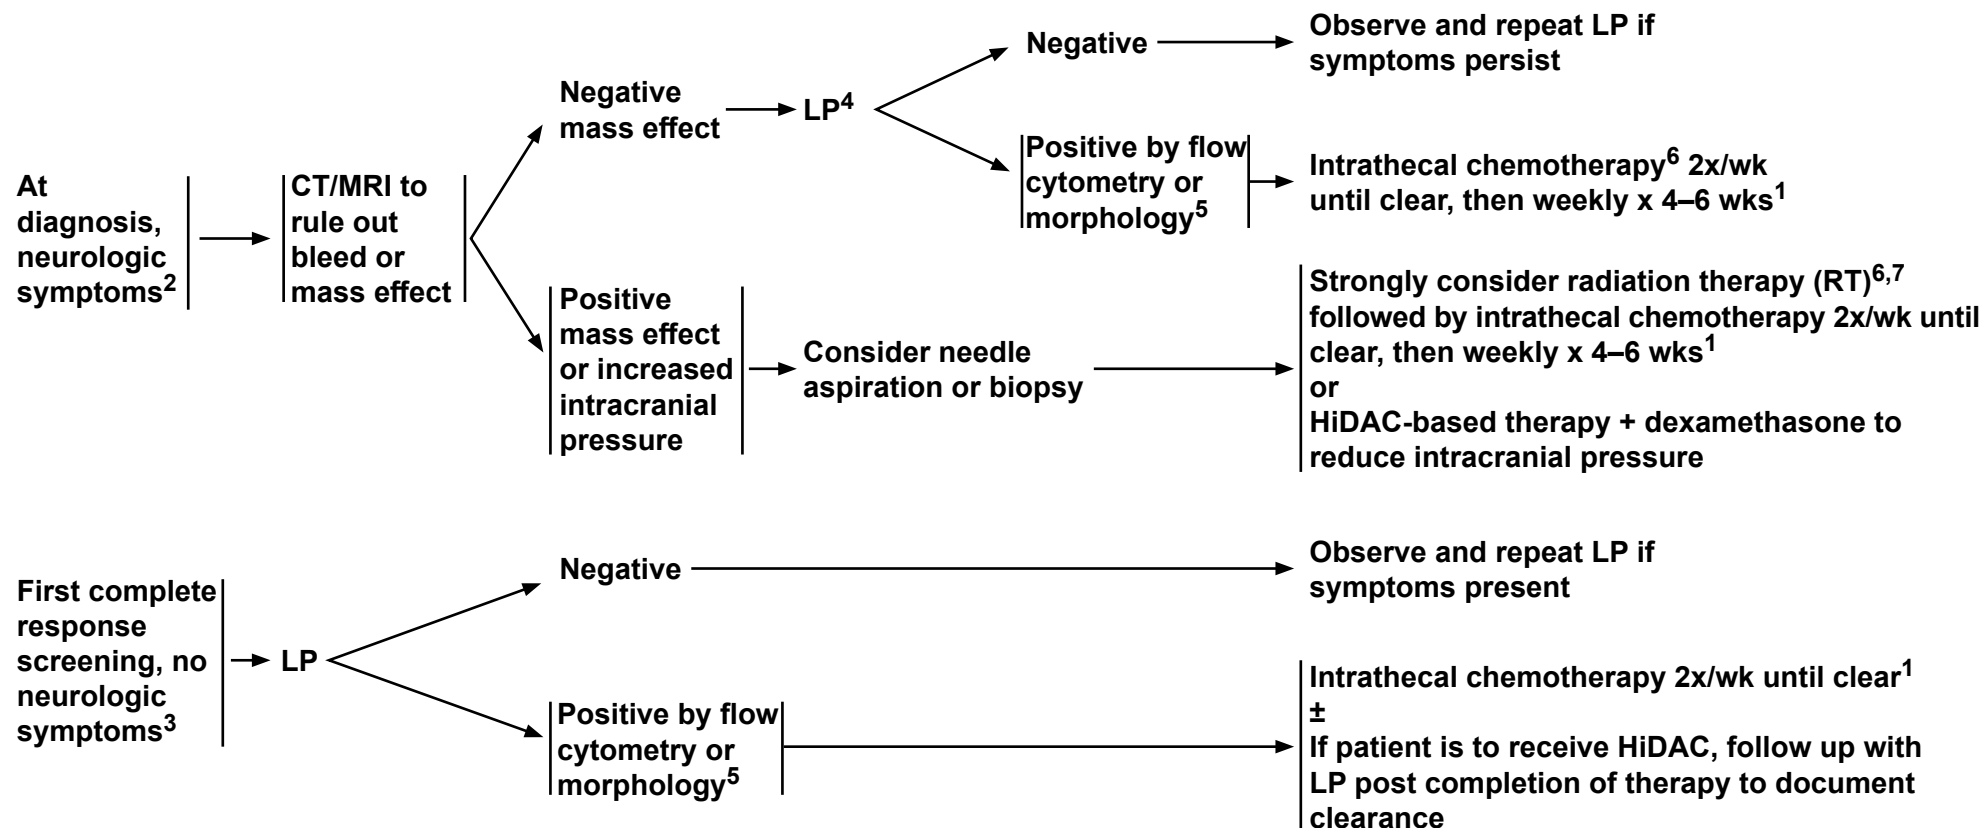 At
diagnosis,
neurologic
symptoms2
CT/MRI to
rule out
bleed or
mass effect
Negative
mass effect
LP4
Negative
Observe and repeat LP if
symptoms persist
Positive by flow
cytometry or
morphology5
Intrathecal chemotherapy6 2x/wk
until clear, then weekly x 4–6 wks1
Positive
mass effect
or increased
intracranial
pressure
Consider needle
aspiration or biopsy
Strongly consider radiation therapy (RT)6,7
followed by intrathecal chemotherapy 2x/wk until
clear, then weekly x 4–6 wks1
or
HiDAC-based therapy + dexamethasone to
reduce intracranial pressure
First complete
response
screening, no
neurologic
symptoms3
LP
Negative
Observe and repeat LP if
symptoms present
Positive by flow
cytometry or
morphology5
Intrathecal chemotherapy 2x/wk until clear1
±
If patient is to receive HiDAC, follow up with
LP post completion of therapy to document
clearance